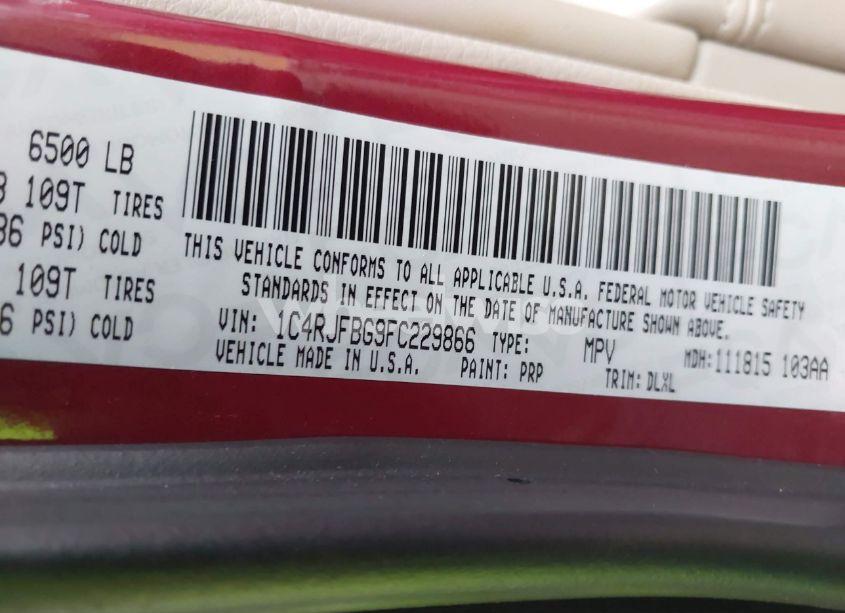 6500 LB
109T TIRES
PSI) COLD
109T TIRES
PSI) COLD
THIS VEHICLE CONFORMS TO ALL APPLICABLE U.S.A. FEDERAL MOTOR VEHICLE SAFETY
STANDARDS IN EFFECT ON THE DATE OF MANUFACTURE SHOWN ABOVE.
VIN: 1C4RJFBG9FC229866 TYPE: MPV MDH:111815 103AA
VEHICLE MADE IN U.S.A. PAINT: PRP TRIM: DLXL